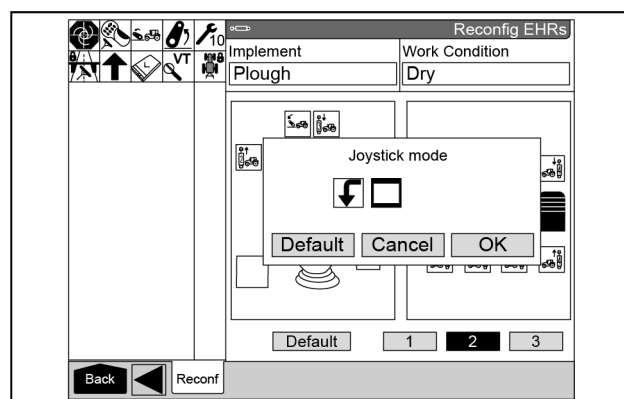 10
Reconfig EHRs
VT
Implement
Work Condition
Plough
Dry
Joystick mode
Default
Cancel
OK
Default
1
2
3
Back
Reconf